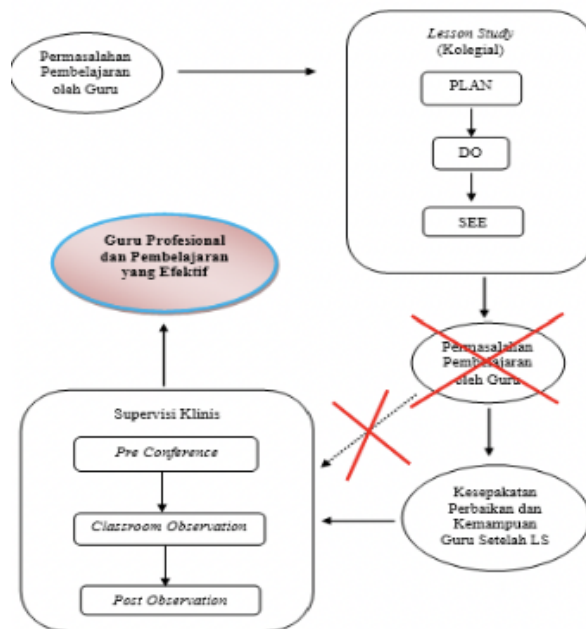 Permasalahan
Pembelajaran
oleh Guru
Lesson Study
(Kolegial)
PLAN
DO
SEE
Guru Profesional
dan Pembelajaran
yang Efektif
Permasalahan
Pembelajaran
oleh Guru
Supervisi Klinis
Pre Conference
Classroom Observation
Post Observation
Kesepakatan
Perbaikan dan
Kemampuan
Guru Setelah LS